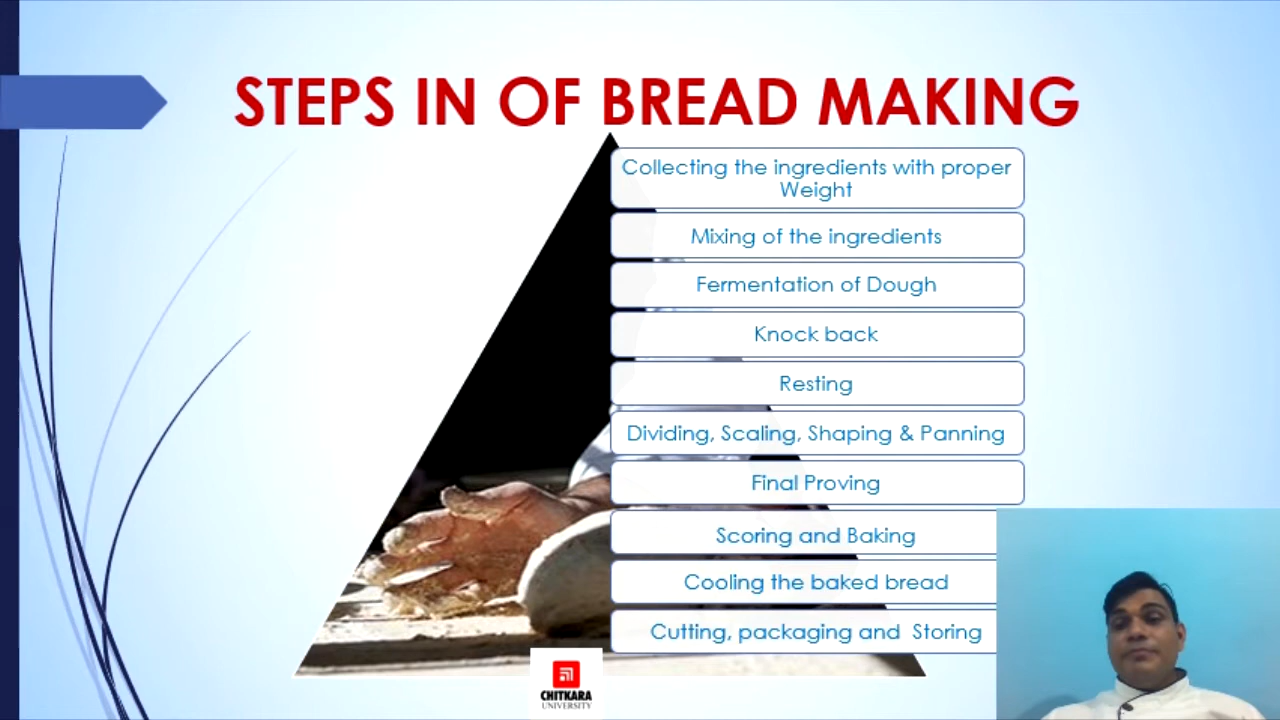 STEPS IN OF BREAD MAKING
Collecting the ingredients with proper
Weight
Mixing of the ingredients
Fermentation of Dough
Knock back
Resting
Dividing, Scaling, Shaping & Panning
Final Proving
Scoring and Baking
Cooling the baked bread
Cutting, packaging and Storing
CHITKARA
UNIVERSITY